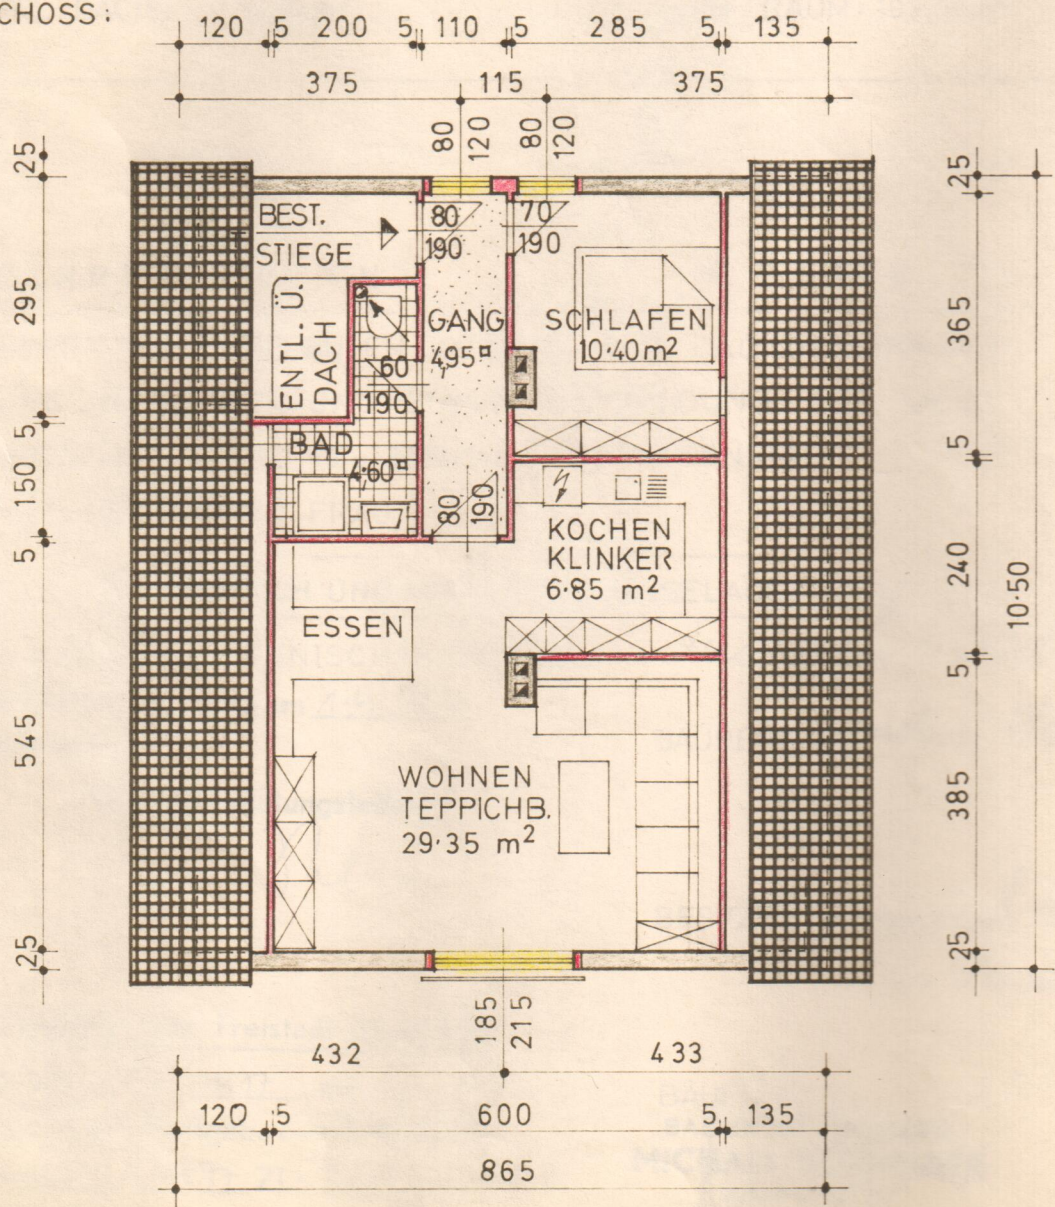 CHOSS:
120 5 200 5 110 5 285 5 135
375 115 375
80 120
80 120
25
295
5
150
5
545
25
BEST.
STIEGE
80
190
70
190
ENTL. Ü.
DACH
GANG
4,95 ¤
SCHLAFEN
10·40 m²
60
190
BAD
4,60 ¤
80
190
KOCHEN
KLINKER
6·85 m²
ESSEN
WOHNEN
TEPPICHB.
29·35 m²
25
365
5
240
5
385
25
10·50
185
215
432 433
120 5 600 5 135
865